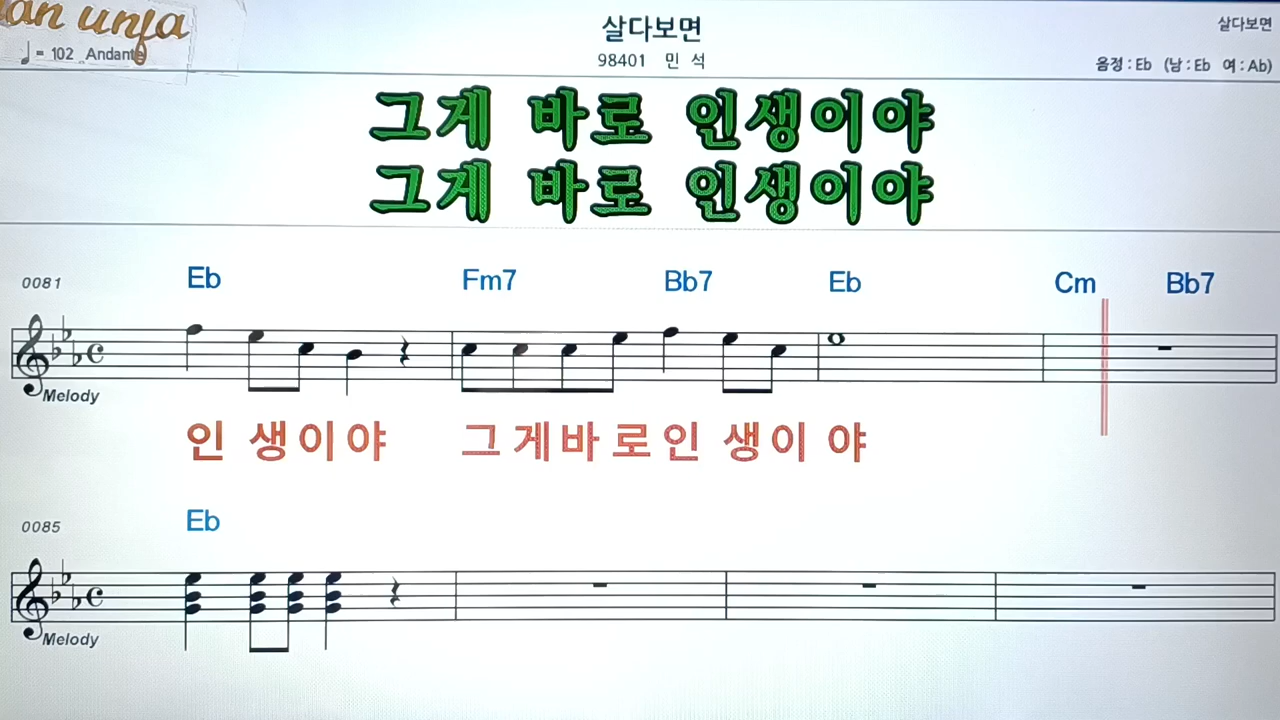 an unja
♩= 102 Andante
살다보면
살다보면
98401 민 석
음정 : Eb (남 : Eb 여 : Ab)
그게 바로 인생이야
그게 바로 인생이야
0081 Eb Fm7 Bb7 Eb Cm Bb7
Melody
인 생이야 그게바로인 생이 야
0085 Eb
Melody